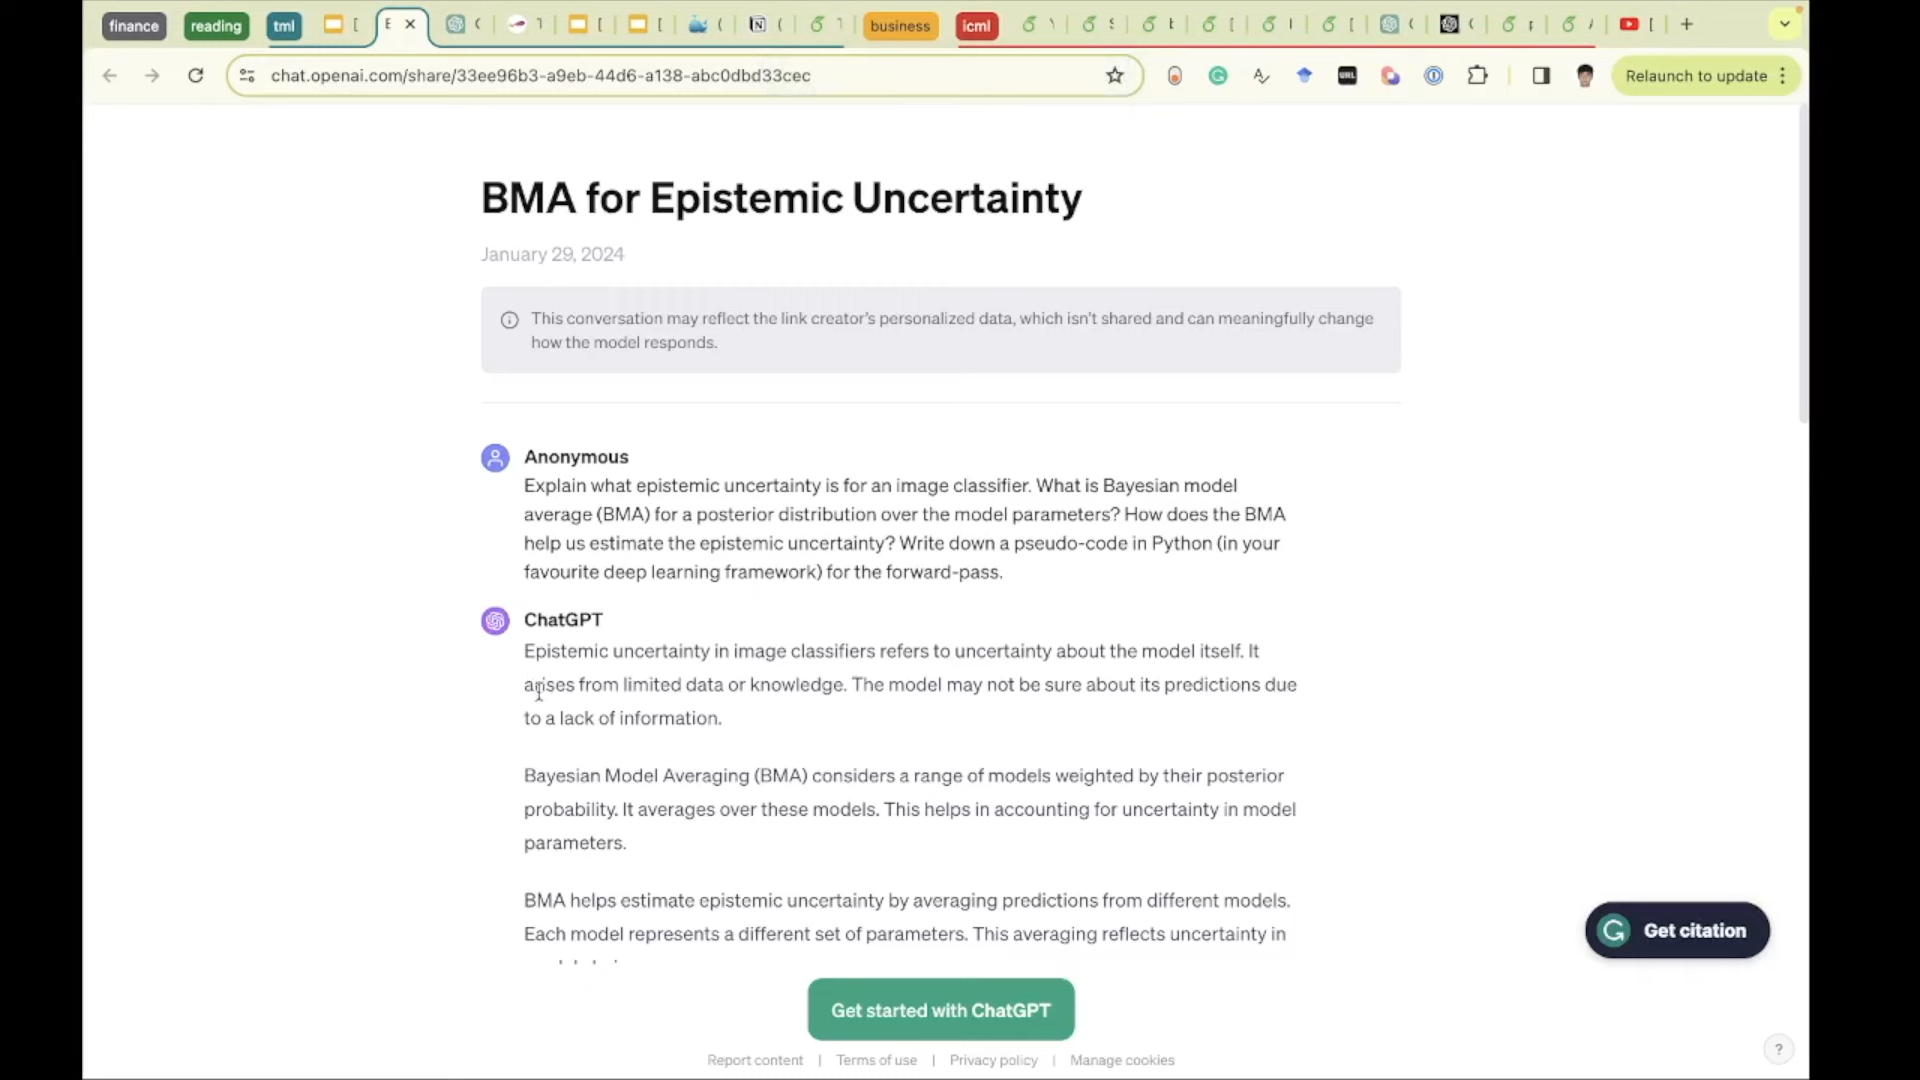 finance
reading
tml
business
icml
chat.openai.com/share/33ee96b3-a9eb-44d6-a138-abc0dbd33cec
Relaunch to update
BMA for Epistemic Uncertainty
January 29, 2024
This conversation may reflect the link creator's personalized data, which isn't shared and can meaningfully change
how the model responds.
Anonymous
Explain what epistemic uncertainty is for an image classifier. What is Bayesian model
average (BMA) for a posterior distribution over the model parameters? How does the BMA
help us estimate the epistemic uncertainty? Write down a pseudo-code in Python (in your
favourite deep learning framework) for the forward-pass.
ChatGPT
Epistemic uncertainty in image classifiers refers to uncertainty about the model itself. It
arises from limited data or knowledge. The model may not be sure about its predictions due
to a lack of information.
Bayesian Model Averaging (BMA) considers a range of models weighted by their posterior
probability. It averages over these models. This helps in accounting for uncertainty in model
parameters.
BMA helps estimate epistemic uncertainty by averaging predictions from different models.
Each model represents a different set of parameters. This averaging reflects uncertainty in
Get citation
Get started with ChatGPT
Report content | Terms of use | Privacy policy | Manage cookies
?